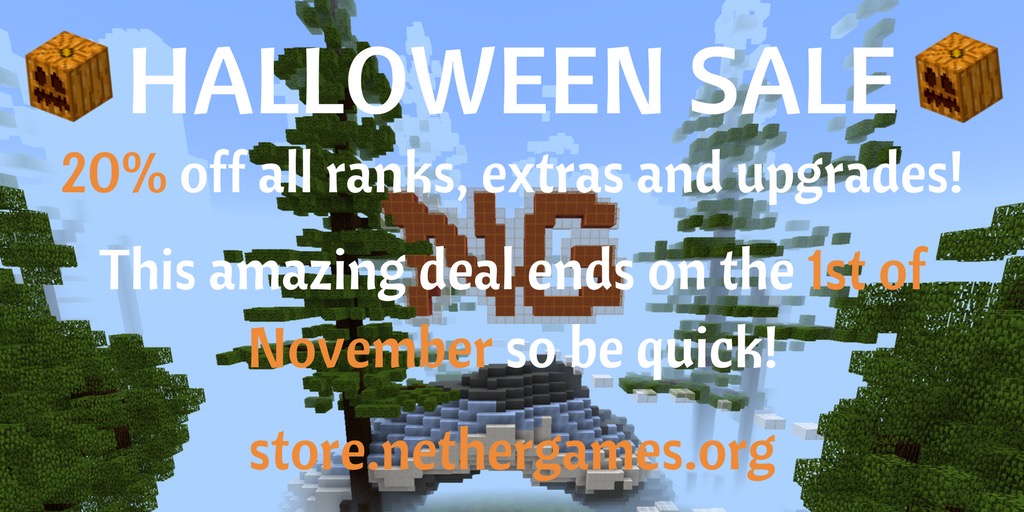 HALLOWEEN SALE
20% off all ranks, extras and upgrades!
NG
This amazing deal ends on the 1st of
November so be quick!
store.nethergames.org